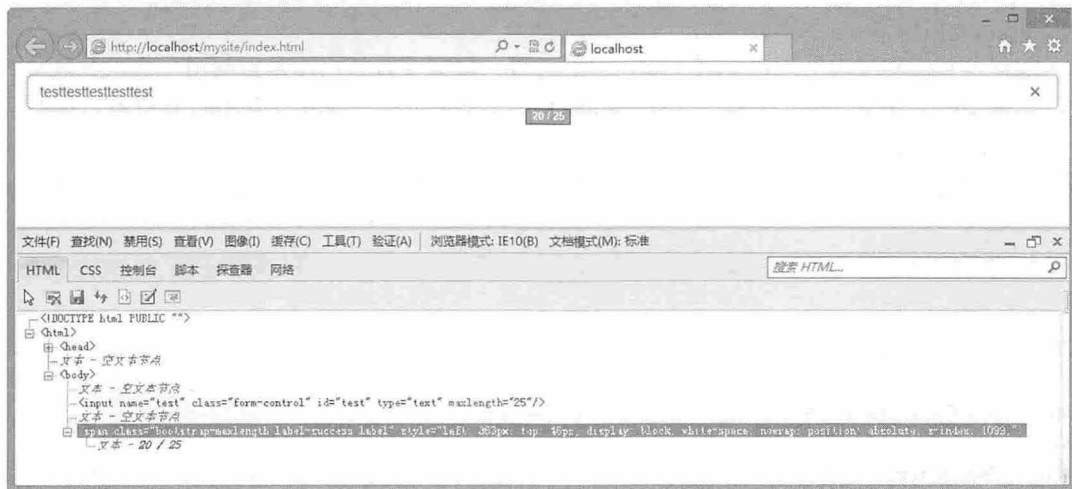 http://localhost/mysite/index.html
localhost
testtesttesttesttest
20 / 25
文件(F) 查找(N) 禁用(S) 查看(V) 图像(I) 缓存(C) 工具(T) 验证(A) 浏览器模式: IE10(B) 文档模式(M): 标准
HTML CSS 控制台 脚本 探查器 网络 搜索 HTML...
<!DOCTYPE html PUBLIC "">
<html>
<head>
文本 - 空文本节点
<body>
文本 - 空文本节点
<input name="test" class="form-control" id="test" type="text" maxlength="25"/>
文本 - 空文本节点
span class="bootstrap-maxlength label-success label" style="left: 383px; top: 46px; display: block; white-space: nowrap; position: absolute; z-index: 1099;"
文本 - 20 / 25